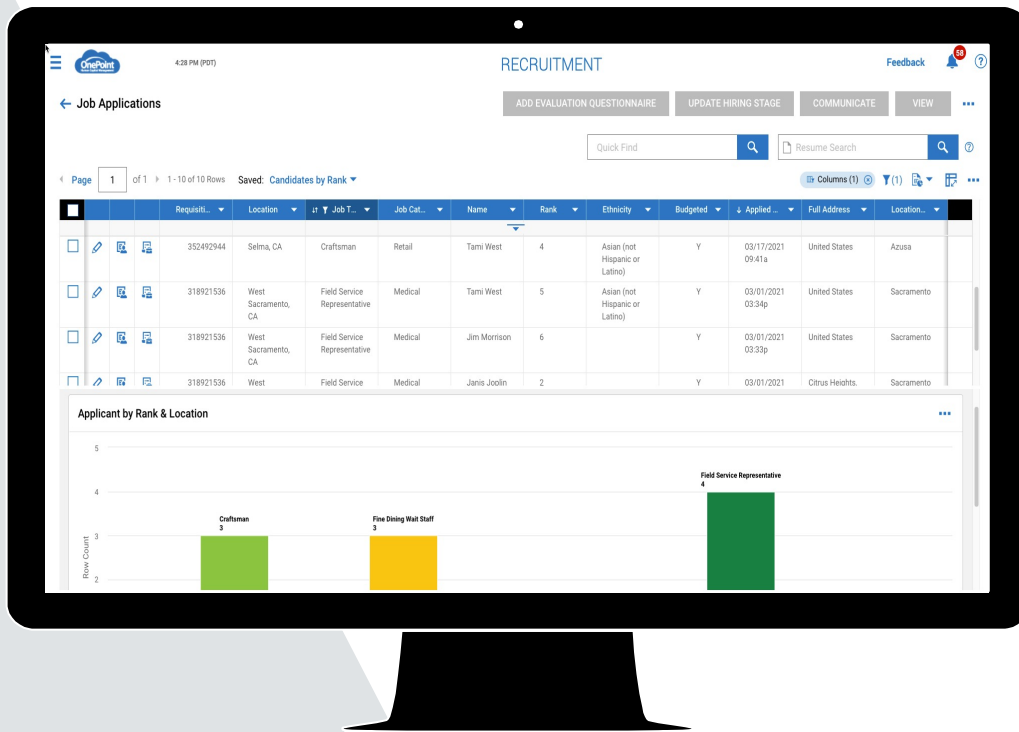 OnePoint
4:28 PM (PDT)
RECRUITMENT
Feedback
58
?
Job Applications
ADD EVALUATION QUESTIONNAIRE
UPDATE HIRING STAGE
COMMUNICATE
VIEW
Quick Find
Resume Search
?
Page 1 of 1 1 - 10 of 10 Rows Saved: Candidates by Rank
Columns (1)
(1)
Requisiti... Location Job T... Job Cat... Name Rank Ethnicity Budgeted Applied ... Full Address Location...
352492944 Selma, CA Craftsman Retail Tami West 4 Asian (not Y 03/17/2021 United States Azusa
Hispanic or 09:41a
Latino)
318921536 West Field Service Medical Tami West 5 Asian (not Y 03/01/2021 United States Sacramento
Sacramento, Representative Hispanic or 03:34p
CA Latino)
318921536 West Field Service Medical Jim Morrison 6 Y 03/01/2021 United States Sacramento
Sacramento, Representative 03:33p
CA
318921536 West Field Service Medical Janis Joplin 2 Y 03/01/2021 Citrus Heights, Sacramento
Applicant by Rank & Location
5
Field Service Representative
4
4
Craftsman
3
Fine Dining Wait Staff
3
3
Row Count
2